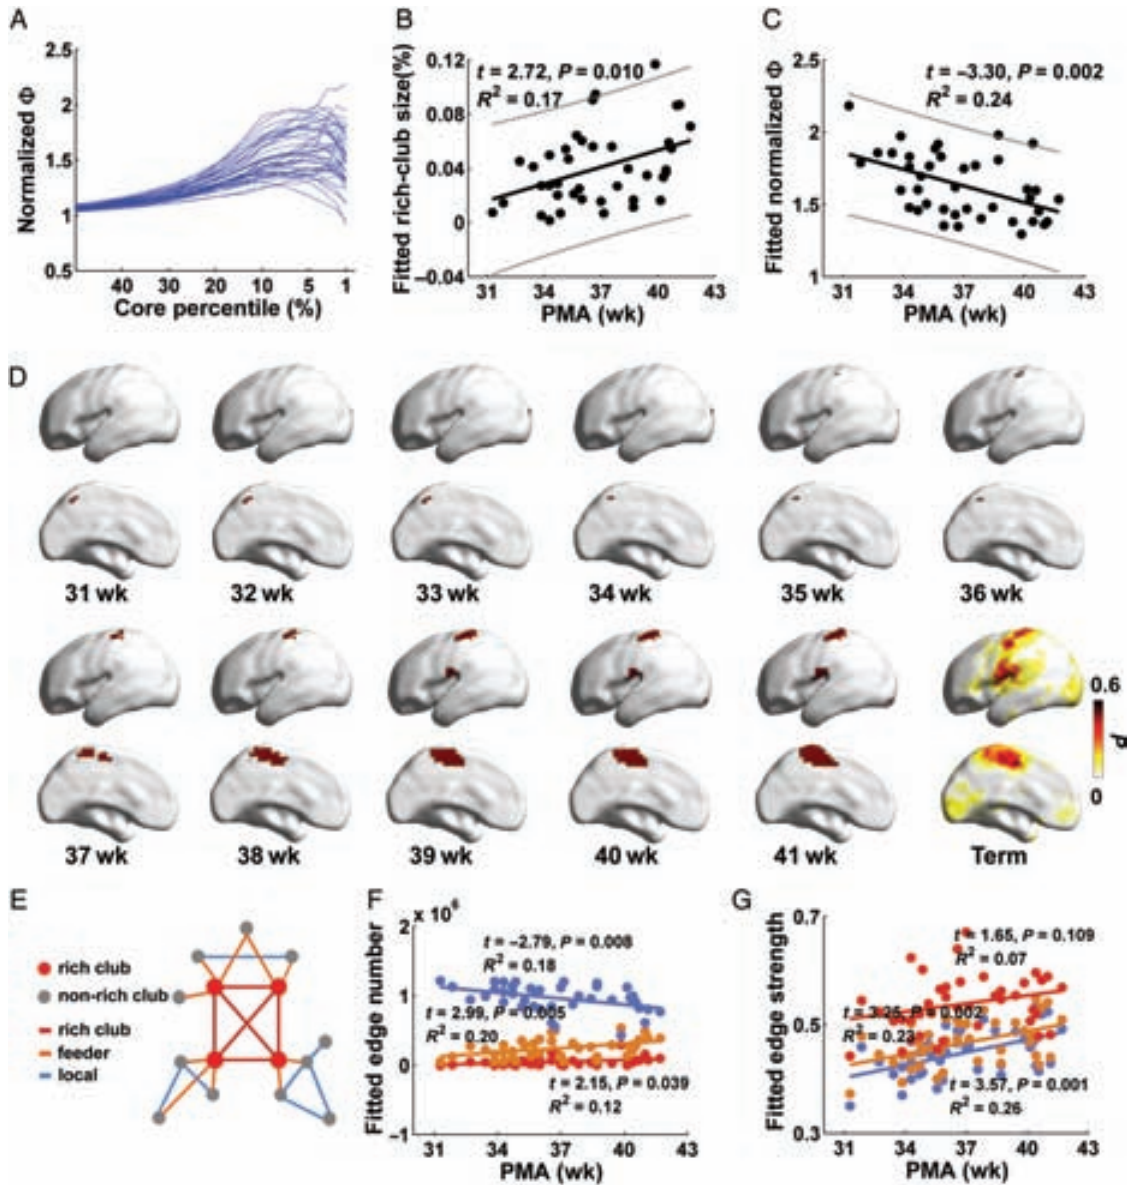 A
2.5
2
1.5
1
0.5
Normalized Φ
40 30 20 10 5 1
Core percentile (%)
B
0.12
0.08
0.04
0
−0.04
Fitted rich-club size(%)
t = 2.72, P = 0.010
R² = 0.17
31 34 37 40 43
PMA (wk)
C
2.5
2
1.5
1
Fitted normalized Φ
t = −3.30, P = 0.002
R² = 0.24
31 34 37 40 43
PMA (wk)
D
31 wk 32 wk 33 wk 34 wk 35 wk 36 wk
37 wk 38 wk 39 wk 40 wk 41 wk Term
0.6
d
0
E
rich club
non-rich club
rich club
feeder
local
F
x 10⁶
2
1
0
−1
Fitted edge number
t = −2.79, P = 0.008
R² = 0.18
t = 2.99, P = 0.005
R² = 0.20
t = 2.15, P = 0.039
R² = 0.12
31 34 37 40 43
PMA (wk)
G
0.7
0.5
0.3
Fitted edge strength
t = 1.65, P = 0.109
R² = 0.07
t = 3.25, P = 0.002
R² = 0.23
t = 3.57, P = 0.001
R² = 0.26
31 34 37 40 43
PMA (wk)